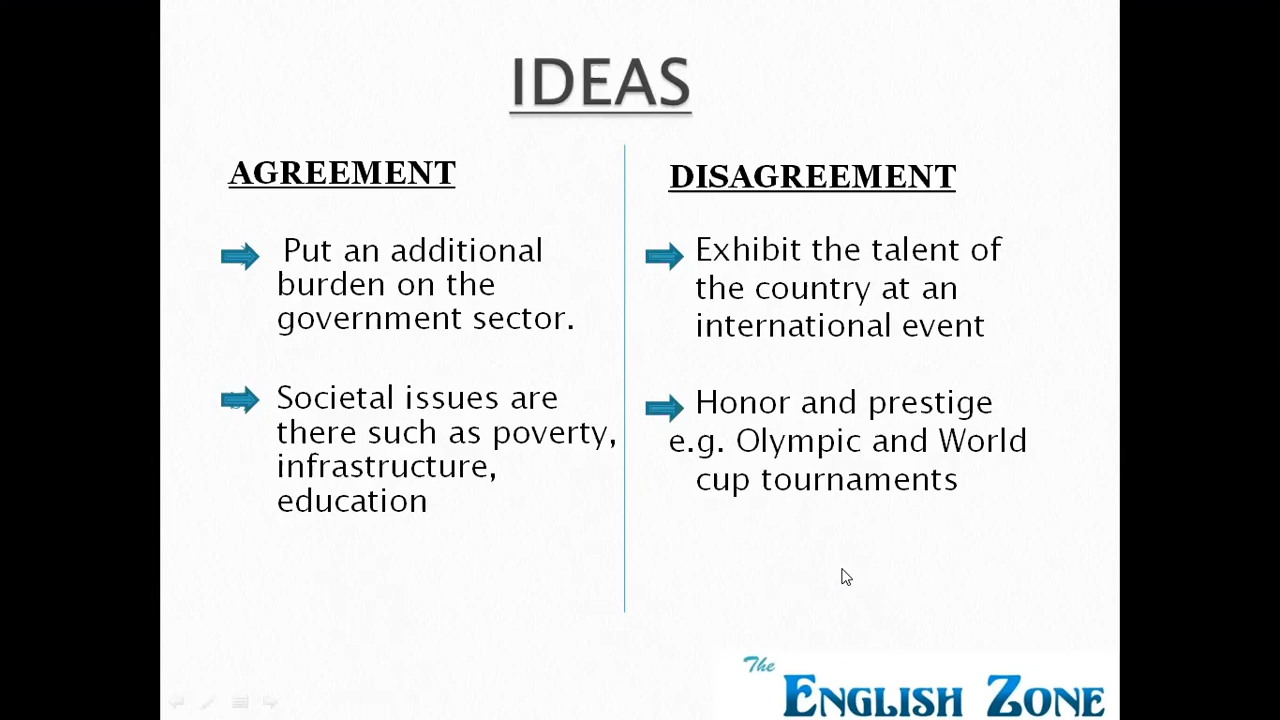 IDEAS
AGREEMENT
Put an additional
burden on the
government sector.
Societal issues are
there such as poverty,
infrastructure,
education
DISAGREEMENT
Exhibit the talent of
the country at an
international event
Honor and prestige
e.g. Olympic and World
cup tournaments
The
ENGLISH ZONE